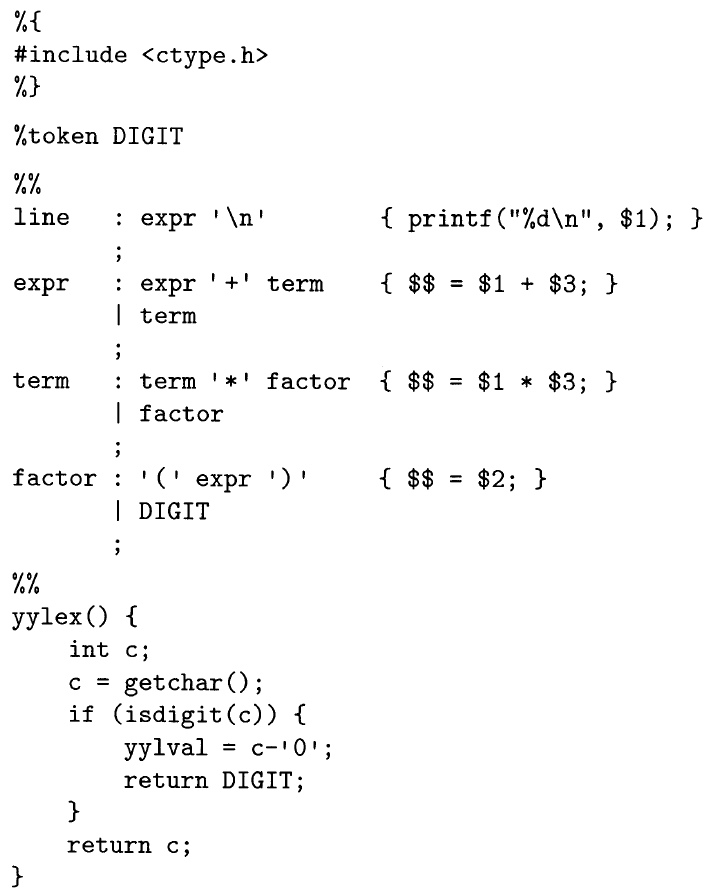 %{
#include <ctype.h>
%}
%token DIGIT
%%
line : expr '\n' { printf("%d\n", $1); }
;
expr : expr '+' term { $$ = $1 + $3; }
| term
;
term : term '*' factor { $$ = $1 * $3; }
| factor
;
factor : '(' expr ')' { $$ = $2; }
| DIGIT
;
%%
yylex() {
int c;
c = getchar();
if (isdigit(c)) {
yylval = c-'0';
return DIGIT;
}
return c;
}